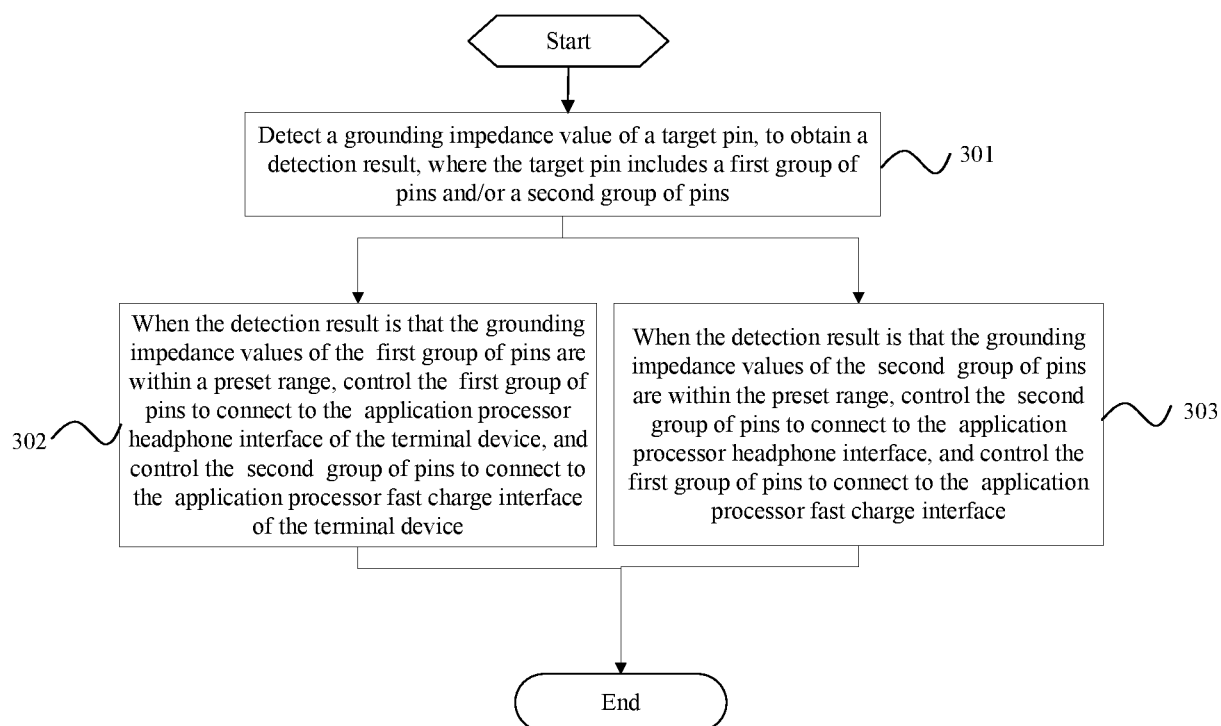 Start
Detect a grounding impedance value of a target pin, to obtain a
detection result, where the target pin includes a first group of
pins and/or a second group of pins
301
When the detection result is that the grounding
impedance values of the first group of pins are
within a preset range, control the first group of
pins to connect to the application processor
headphone interface of the terminal device, and
control the second group of pins to connect to
the application processor fast charge interface
of the terminal device
302
When the detection result is that the grounding
impedance values of the second group of pins
are within the preset range, control the second
group of pins to connect to the application
processor headphone interface, and control the
first group of pins to connect to the application
processor fast charge interface
303
End